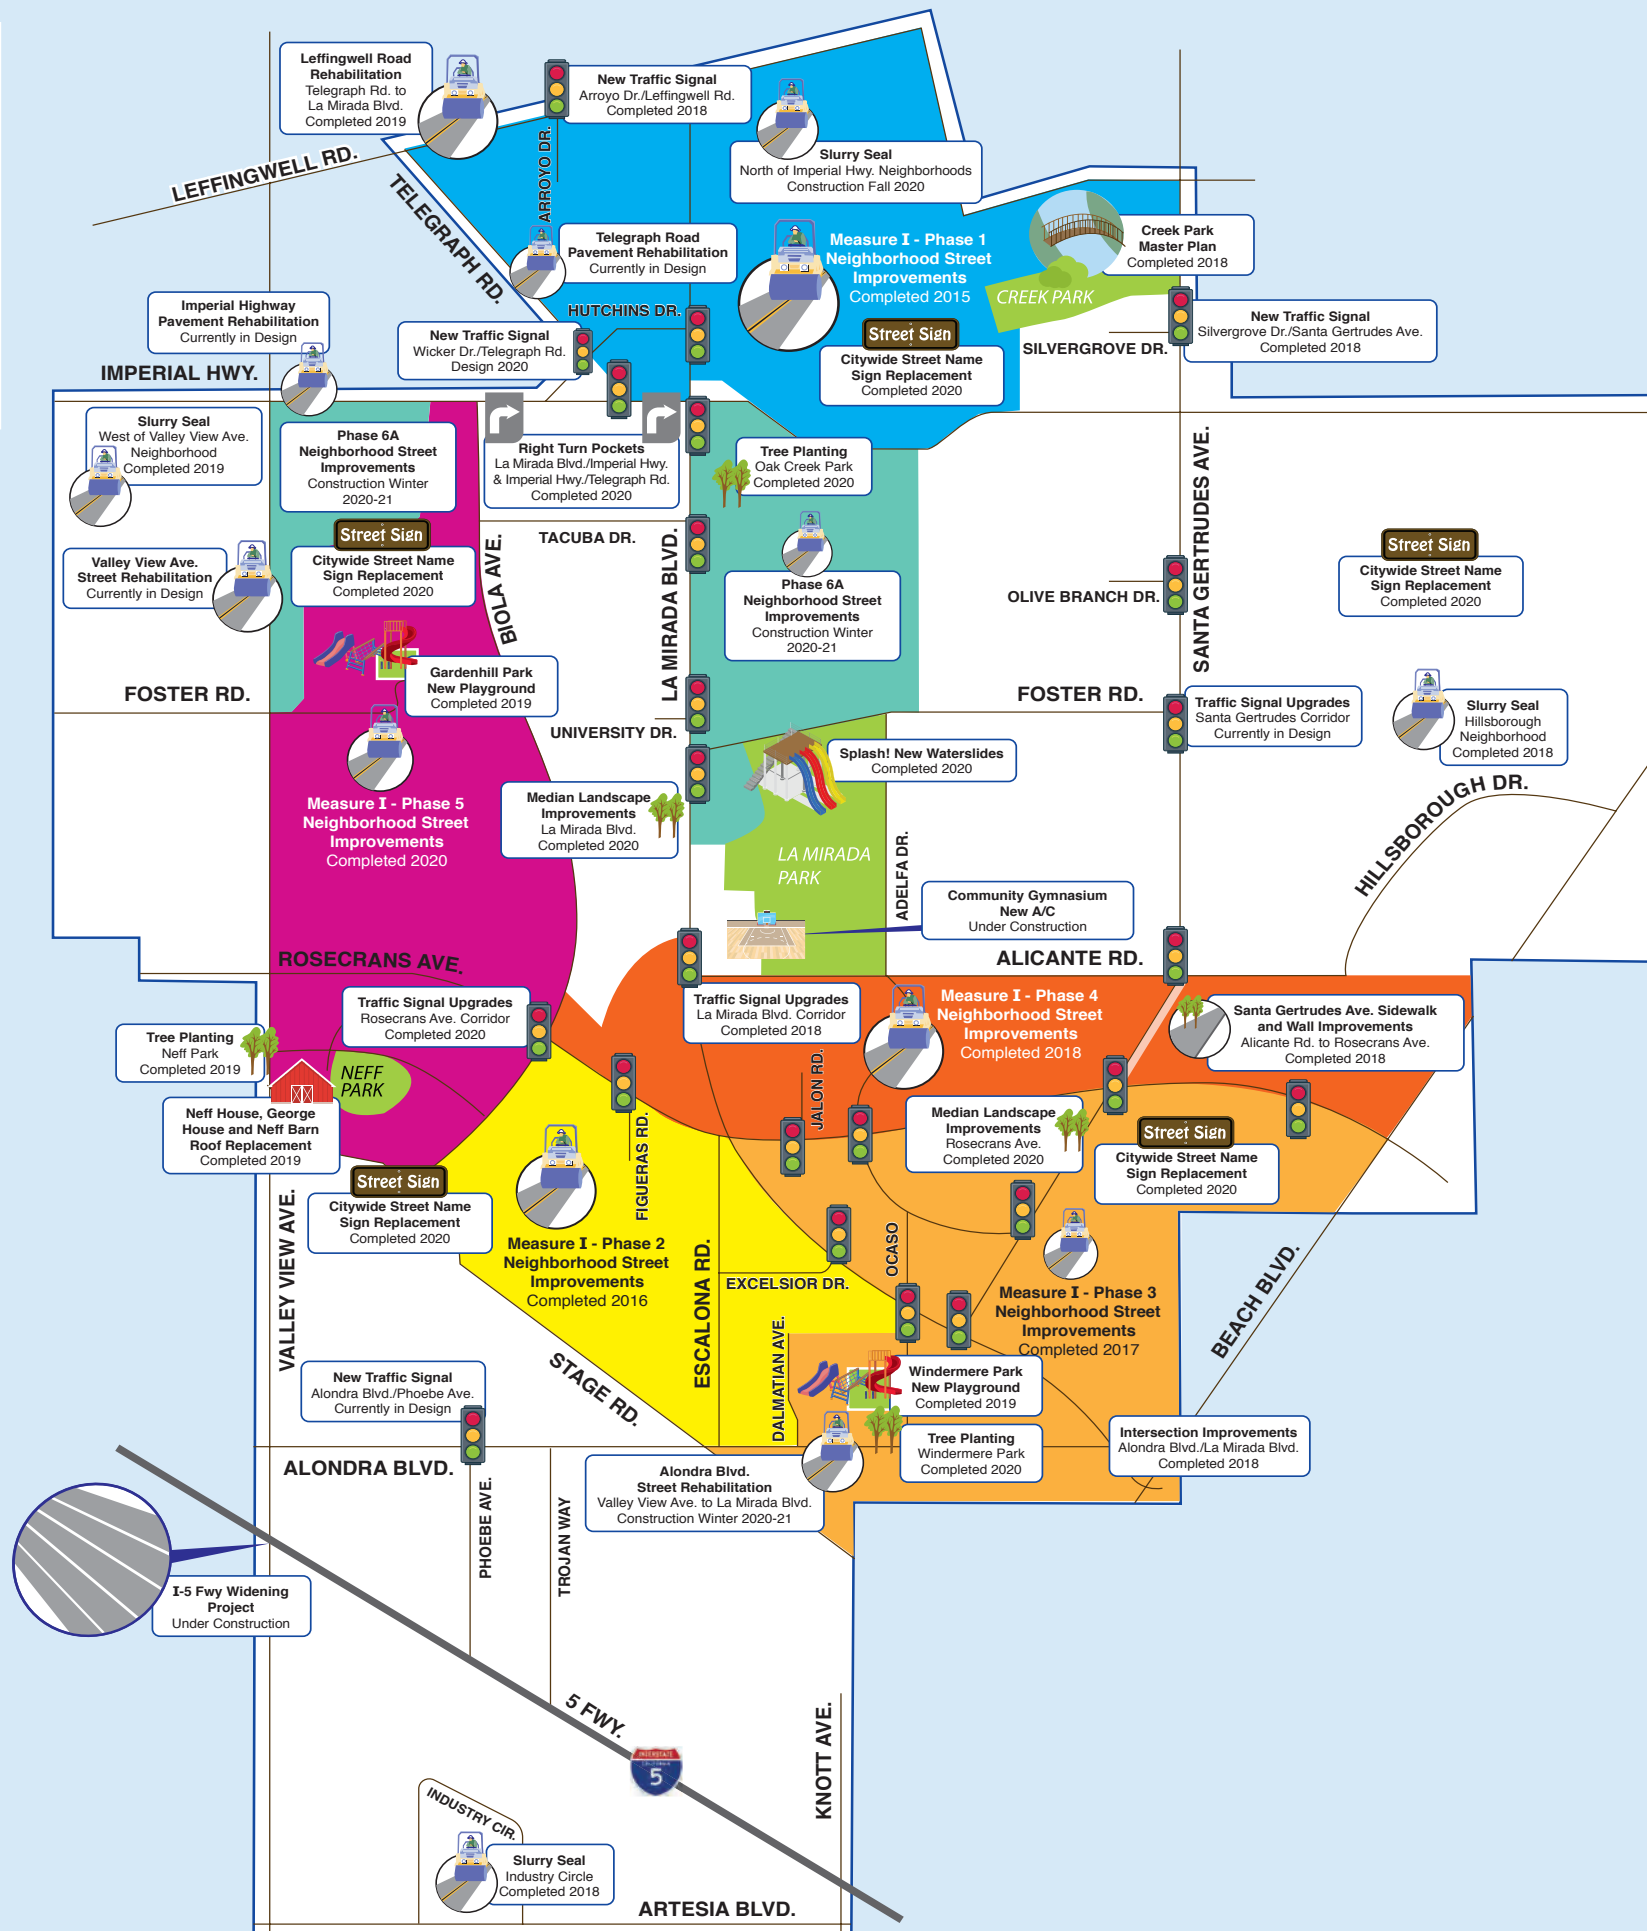 Leffingwell Road
Rehabilitation
Telegraph Rd. to
La Mirada Blvd.
Completed 2019
New Traffic Signal
Arroyo Dr./Leffingwell Rd.
Completed 2018
Slurry Seal
North of Imperial Hwy. Neighborhoods
Construction Fall 2020
LEFFINGWELL RD.
TELEGRAPH RD.
ARROYO DR.
Telegraph Road
Pavement Rehabilitation
Currently in Design
Measure I - Phase 1
Neighborhood Street
Improvements
Completed 2015
Creek Park
Master Plan
Completed 2018
CREEK PARK
Imperial Highway
Pavement Rehabilitation
Currently in Design
HUTCHINS DR.
New Traffic Signal
Wicker Dr./Telegraph Rd.
Design 2020
Street Sign
Citywide Street Name
Sign Replacement
Completed 2020
New Traffic Signal
Silvergrove Dr./Santa Gertrudes Ave.
Completed 2018
SILVERGROVE DR.
IMPERIAL HWY.
Slurry Seal
West of Valley View Ave.
Neighborhood
Completed 2019
Phase 6A
Neighborhood Street
Improvements
Construction Winter
2020-21
Right Turn Pockets
La Mirada Blvd./Imperial Hwy.
& Imperial Hwy./Telegraph Rd.
Completed 2020
Tree Planting
Oak Creek Park
Completed 2020
SANTA GERTRUDES AVE.
Street Sign
Citywide Street Name
Sign Replacement
Completed 2020
TACUBA DR.
BIOLA AVE.
LA MIRADA BLVD.
Street Sign
Citywide Street Name
Sign Replacement
Completed 2020
Valley View Ave.
Street Rehabilitation
Currently in Design
Phase 6A
Neighborhood Street
Improvements
Construction Winter
2020-21
OLIVE BRANCH DR.
Gardenhill Park
New Playground
Completed 2019
FOSTER RD.
FOSTER RD.
UNIVERSITY DR.
Traffic Signal Upgrades
Santa Gertrudes Corridor
Currently in Design
Slurry Seal
Hillsborough
Neighborhood
Completed 2018
Splash! New Waterslides
Completed 2020
HILLSBOROUGH DR.
Measure I - Phase 5
Neighborhood Street
Improvements
Completed 2020
Median Landscape
Improvements
La Mirada Blvd.
Completed 2020
LA MIRADA
PARK
ADELFA DR.
Community Gymnasium
New A/C
Under Construction
ROSECRANS AVE.
ALICANTE RD.
Traffic Signal Upgrades
Rosecrans Ave. Corridor
Completed 2020
Traffic Signal Upgrades
La Mirada Blvd. Corridor
Completed 2018
Measure I - Phase 4
Neighborhood Street
Improvements
Completed 2018
Santa Gertrudes Ave. Sidewalk
and Wall Improvements
Alicante Rd. to Rosecrans Ave.
Completed 2018
Tree Planting
Neff Park
Completed 2019
NEFF
PARK
JALON RD.
Neff House, George
House and Neff Barn
Roof Replacement
Completed 2019
FIGUERAS RD.
Median Landscape
Improvements
Rosecrans Ave.
Completed 2020
Street Sign
Citywide Street Name
Sign Replacement
Completed 2020
Street Sign
Citywide Street Name
Sign Replacement
Completed 2020
VALLEY VIEW AVE.
Measure I - Phase 2
Neighborhood Street
Improvements
Completed 2016
ESCALONA RD.
EXCELSIOR DR.
OCASO
Measure I - Phase 3
Neighborhood Street
Improvements
Completed 2017
BEACH BLVD.
STAGE RD.
DALMATIAN AVE.
New Traffic Signal
Alondra Blvd./Phoebe Ave.
Currently in Design
Windermere Park
New Playground
Completed 2019
Tree Planting
Windermere Park
Completed 2020
Intersection Improvements
Alondra Blvd./La Mirada Blvd.
Completed 2018
ALONDRA BLVD.
Alondra Blvd.
Street Rehabilitation
Valley View Ave. to La Mirada Blvd.
Construction Winter 2020-21
PHOEBE AVE.
TROJAN WAY
I-5 Fwy Widening
Project
Under Construction
5 FWY.
INTERSTATE
CALIFORNIA
5
KNOTT AVE.
INDUSTRY CIR.
Slurry Seal
Industry Circle
Completed 2018
ARTESIA BLVD.